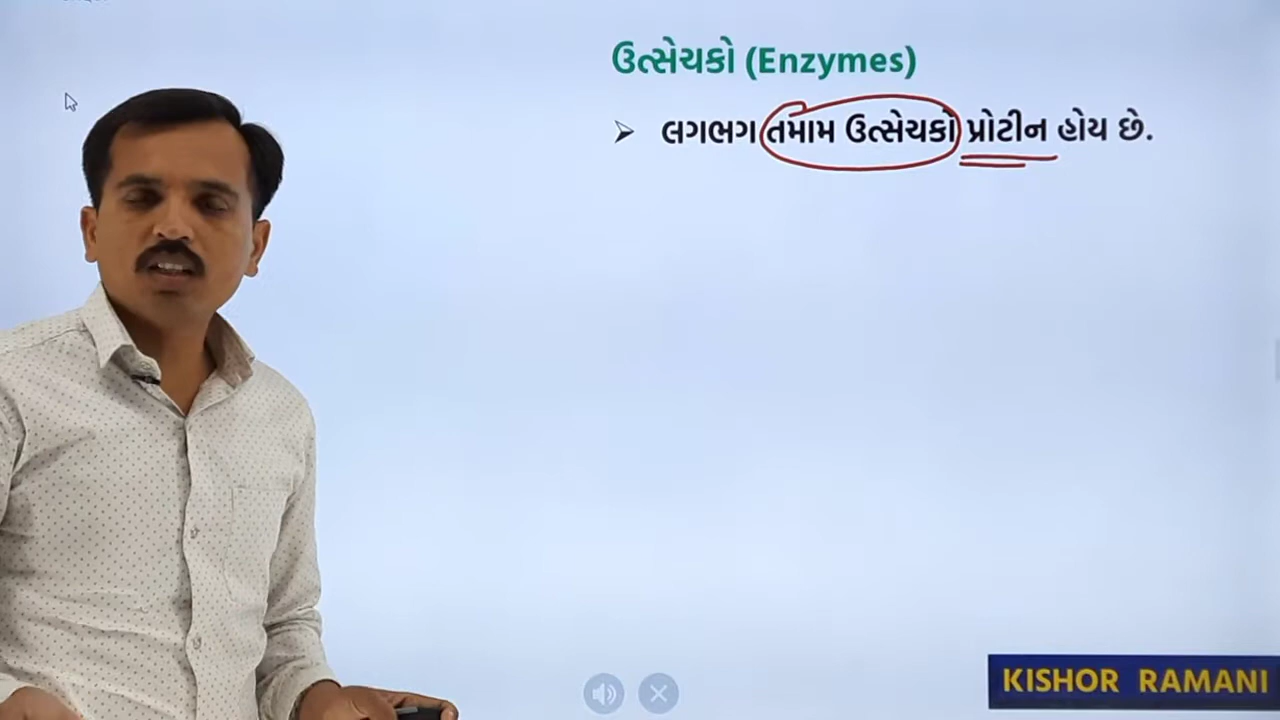 ઉત્સેચકો (Enzymes)
➢ લગભગ તમામ ઉત્સેચકો પ્રોટીન હોય છે.
KISHOR RAMANI